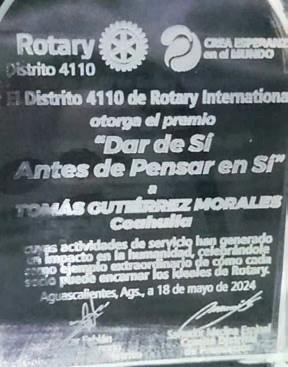 Rotary
Distrito 4110
CREA ESPERANZA
en el MUNDO
El Distrito 4110 de Rotary Internationa
otorga el premio
"Dar de Sí
Antes de Pensar en Sí"
a
TOMÁS GUTIÉRREZ MORALES
Coahuila
cuyas actividades de servicio han generado
un impacto en la humanidad, celebrándole
como ejemplo extraordinario de cómo cada
socio puede encarnar los ideales de Rotary.
Aguascalientes, Ags., a 18 de mayo de 2024